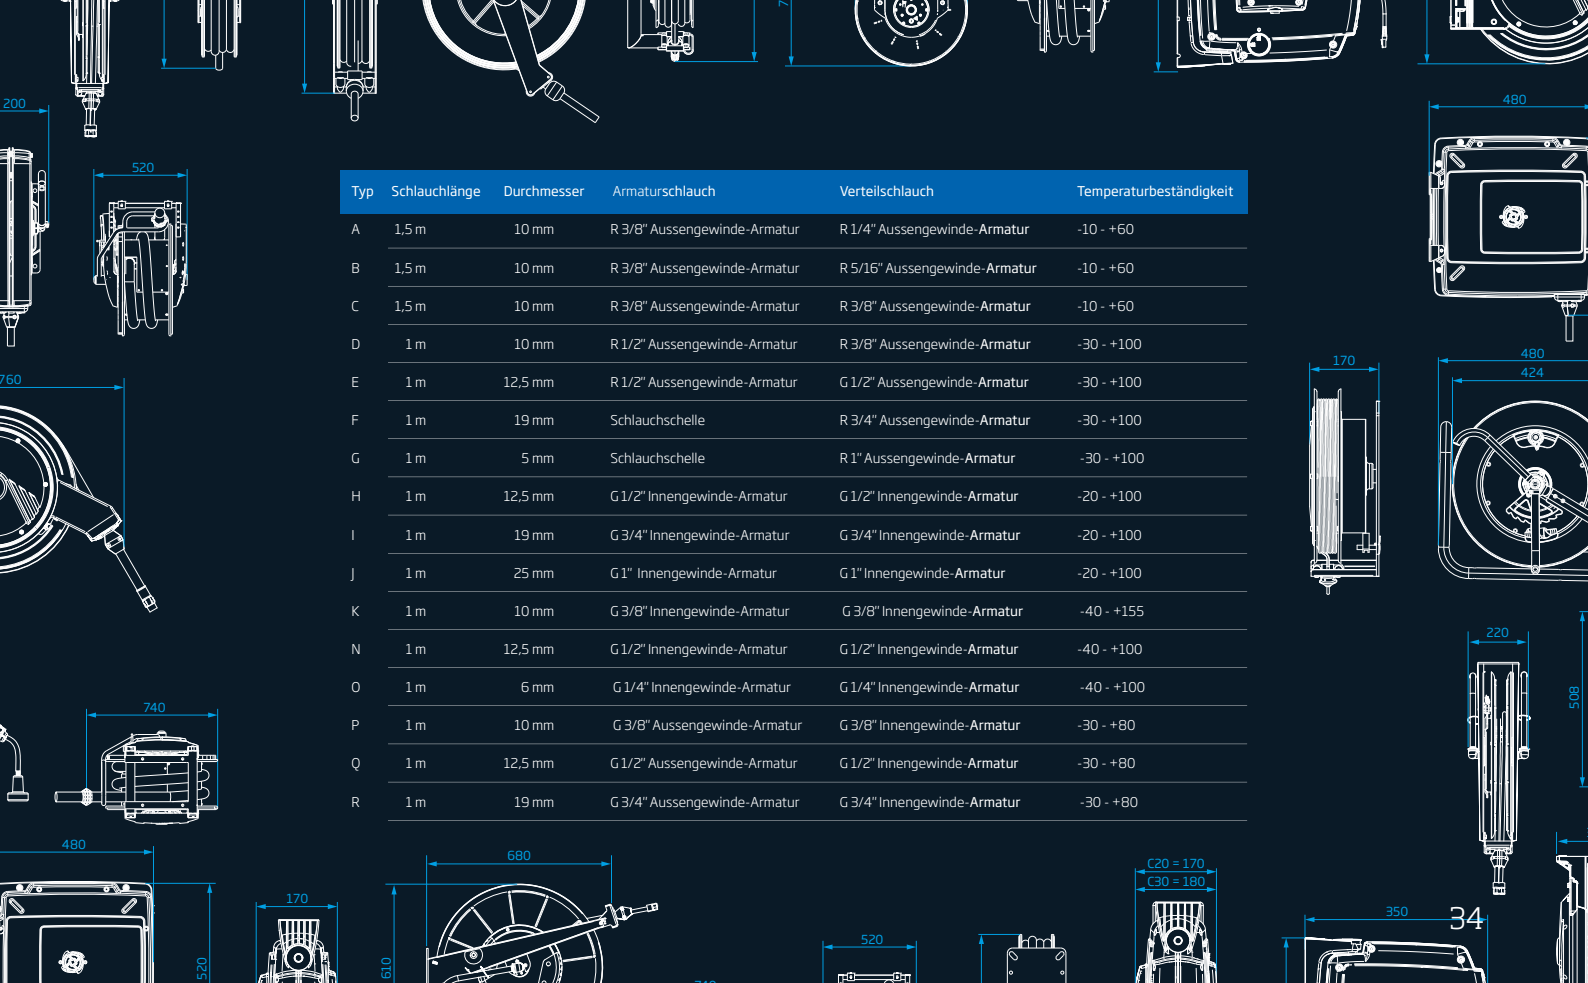 200
520
480
Typ Schlauchlänge Durchmesser Armaturschlauch Verteilschlauch Temperaturbeständigkeit
A 1,5 m 10 mm R 3/8" Aussengewinde-Armatur R 1/4" Aussengewinde-Armatur -10 - +60
B 1,5 m 10 mm R 3/8" Aussengewinde-Armatur R 5/16" Aussengewinde-Armatur -10 - +60
C 1,5 m 10 mm R 3/8" Aussengewinde-Armatur R 3/8" Aussengewinde-Armatur -10 - +60
D 1 m 10 mm R 1/2" Aussengewinde-Armatur R 3/8" Aussengewinde-Armatur -30 - +100
E 1 m 12,5 mm R 1/2" Aussengewinde-Armatur G 1/2" Aussengewinde-Armatur -30 - +100
F 1 m 19 mm Schlauchschelle R 3/4" Aussengewinde-Armatur -30 - +100
G 1 m 5 mm Schlauchschelle R 1" Aussengewinde-Armatur -30 - +100
H 1 m 12,5 mm G 1/2" Innengewinde-Armatur G 1/2" Innengewinde-Armatur -20 - +100
I 1 m 19 mm G 3/4" Innengewinde-Armatur G 3/4" Innengewinde-Armatur -20 - +100
J 1 m 25 mm G 1" Innengewinde-Armatur G 1" Innengewinde-Armatur -20 - +100
K 1 m 10 mm G 3/8" Innengewinde-Armatur G 3/8" Innengewinde-Armatur -40 - +155
N 1 m 12,5 mm G 1/2" Innengewinde-Armatur G 1/2" Innengewinde-Armatur -40 - +100
O 1 m 6 mm G 1/4" Innengewinde-Armatur G 1/4" Innengewinde-Armatur -40 - +100
P 1 m 10 mm G 3/8" Aussengewinde-Armatur G 3/8" Innengewinde-Armatur -30 - +80
Q 1 m 12,5 mm G 1/2" Aussengewinde-Armatur G 1/2" Innengewinde-Armatur -30 - +80
R 1 m 19 mm G 3/4" Aussengewinde-Armatur G 3/4" Innengewinde-Armatur -30 - +80
760
170
480
424
220
508
740
480
680
C20 = 170
C30 = 180
170
350
34
520
520
610